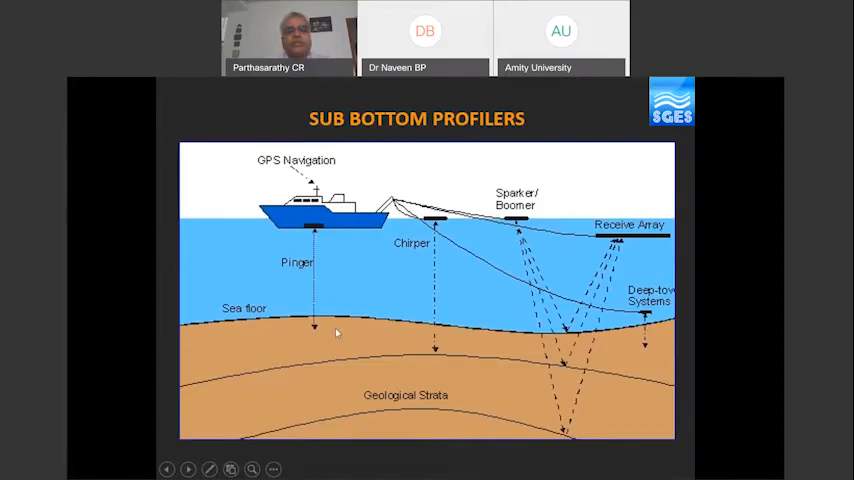 DB
AU
Parthasarathy CR
Dr Naveen BP
Amity University
SGES
SUB BOTTOM PROFILERS
GPS Navigation
Sparker/
Boomer
Receive Array
Chirper
Pinger
Deep-tow
Systems
Sea floor
Geological Strata